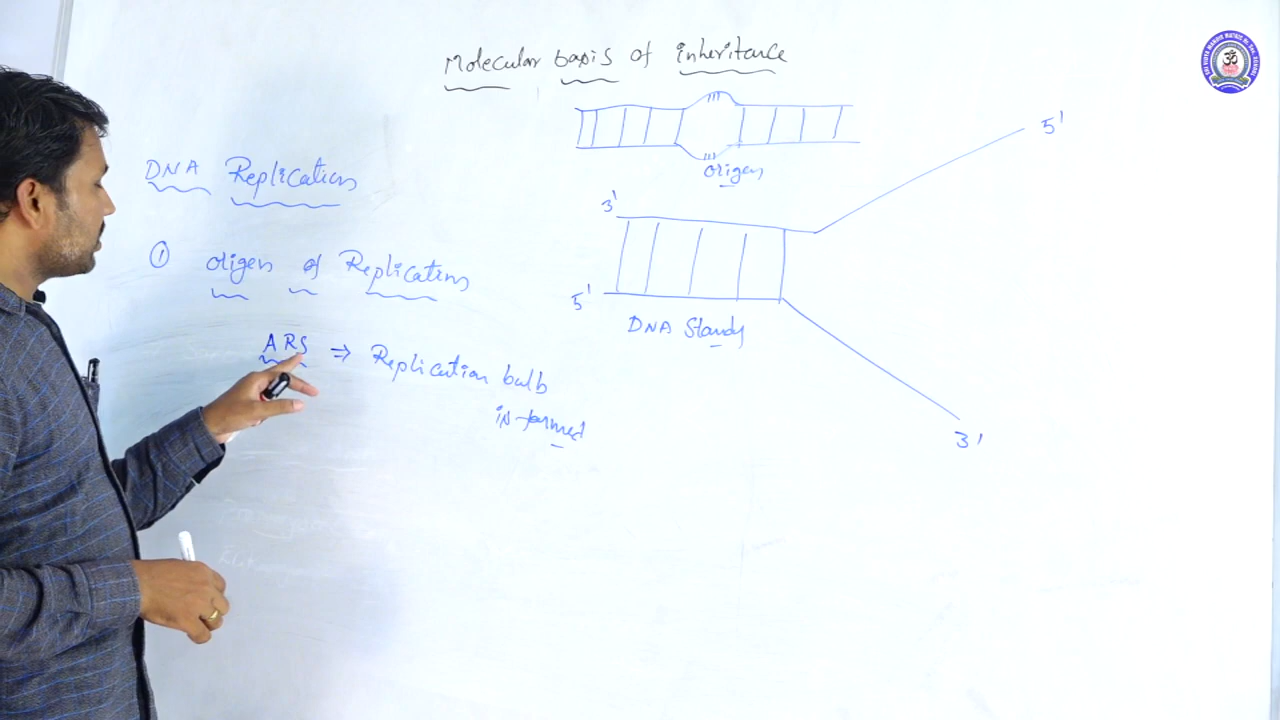 Molecular basis of inheritance
DNA Replication
① origen of Replication
ARS ⇒ Replication bulb
is formed
origen
3'
5'
5'
3'
DNA Standy